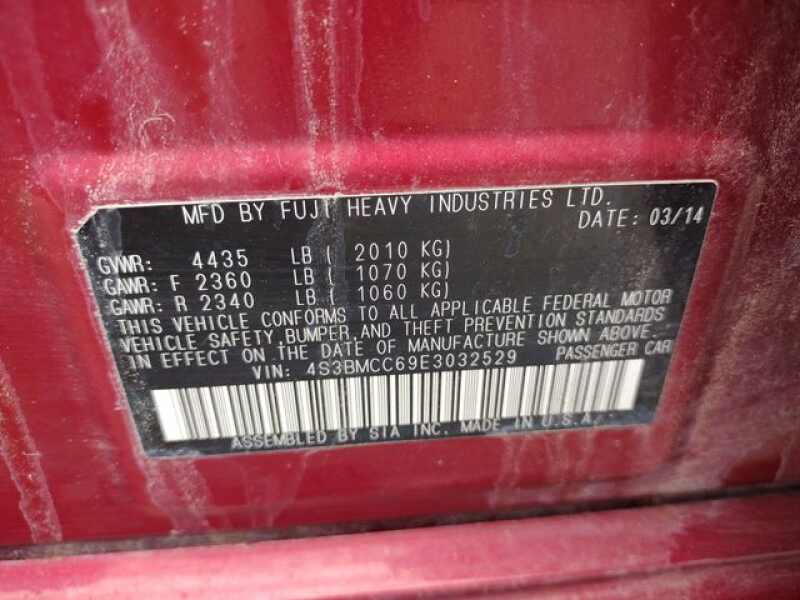 MFD BY FUJI HEAVY INDUSTRIES LTD.
DATE: 03/14
GVWR: 4435 LB ( 2010 KG)
GAWR: F 2360 LB ( 1070 KG)
GAWR: R 2340 LB ( 1060 KG)
THIS VEHICLE CONFORMS TO ALL APPLICABLE FEDERAL MOTOR
VEHICLE SAFETY,BUMPER,AND THEFT PREVENTION STANDARDS
IN EFFECT ON THE DATE OF MANUFACTURE SHOWN ABOVE.
VIN: 4S3BMCC69E3032529 PASSENGER CAR
ASSEMBLED BY SIA INC. MADE IN U.S.A.